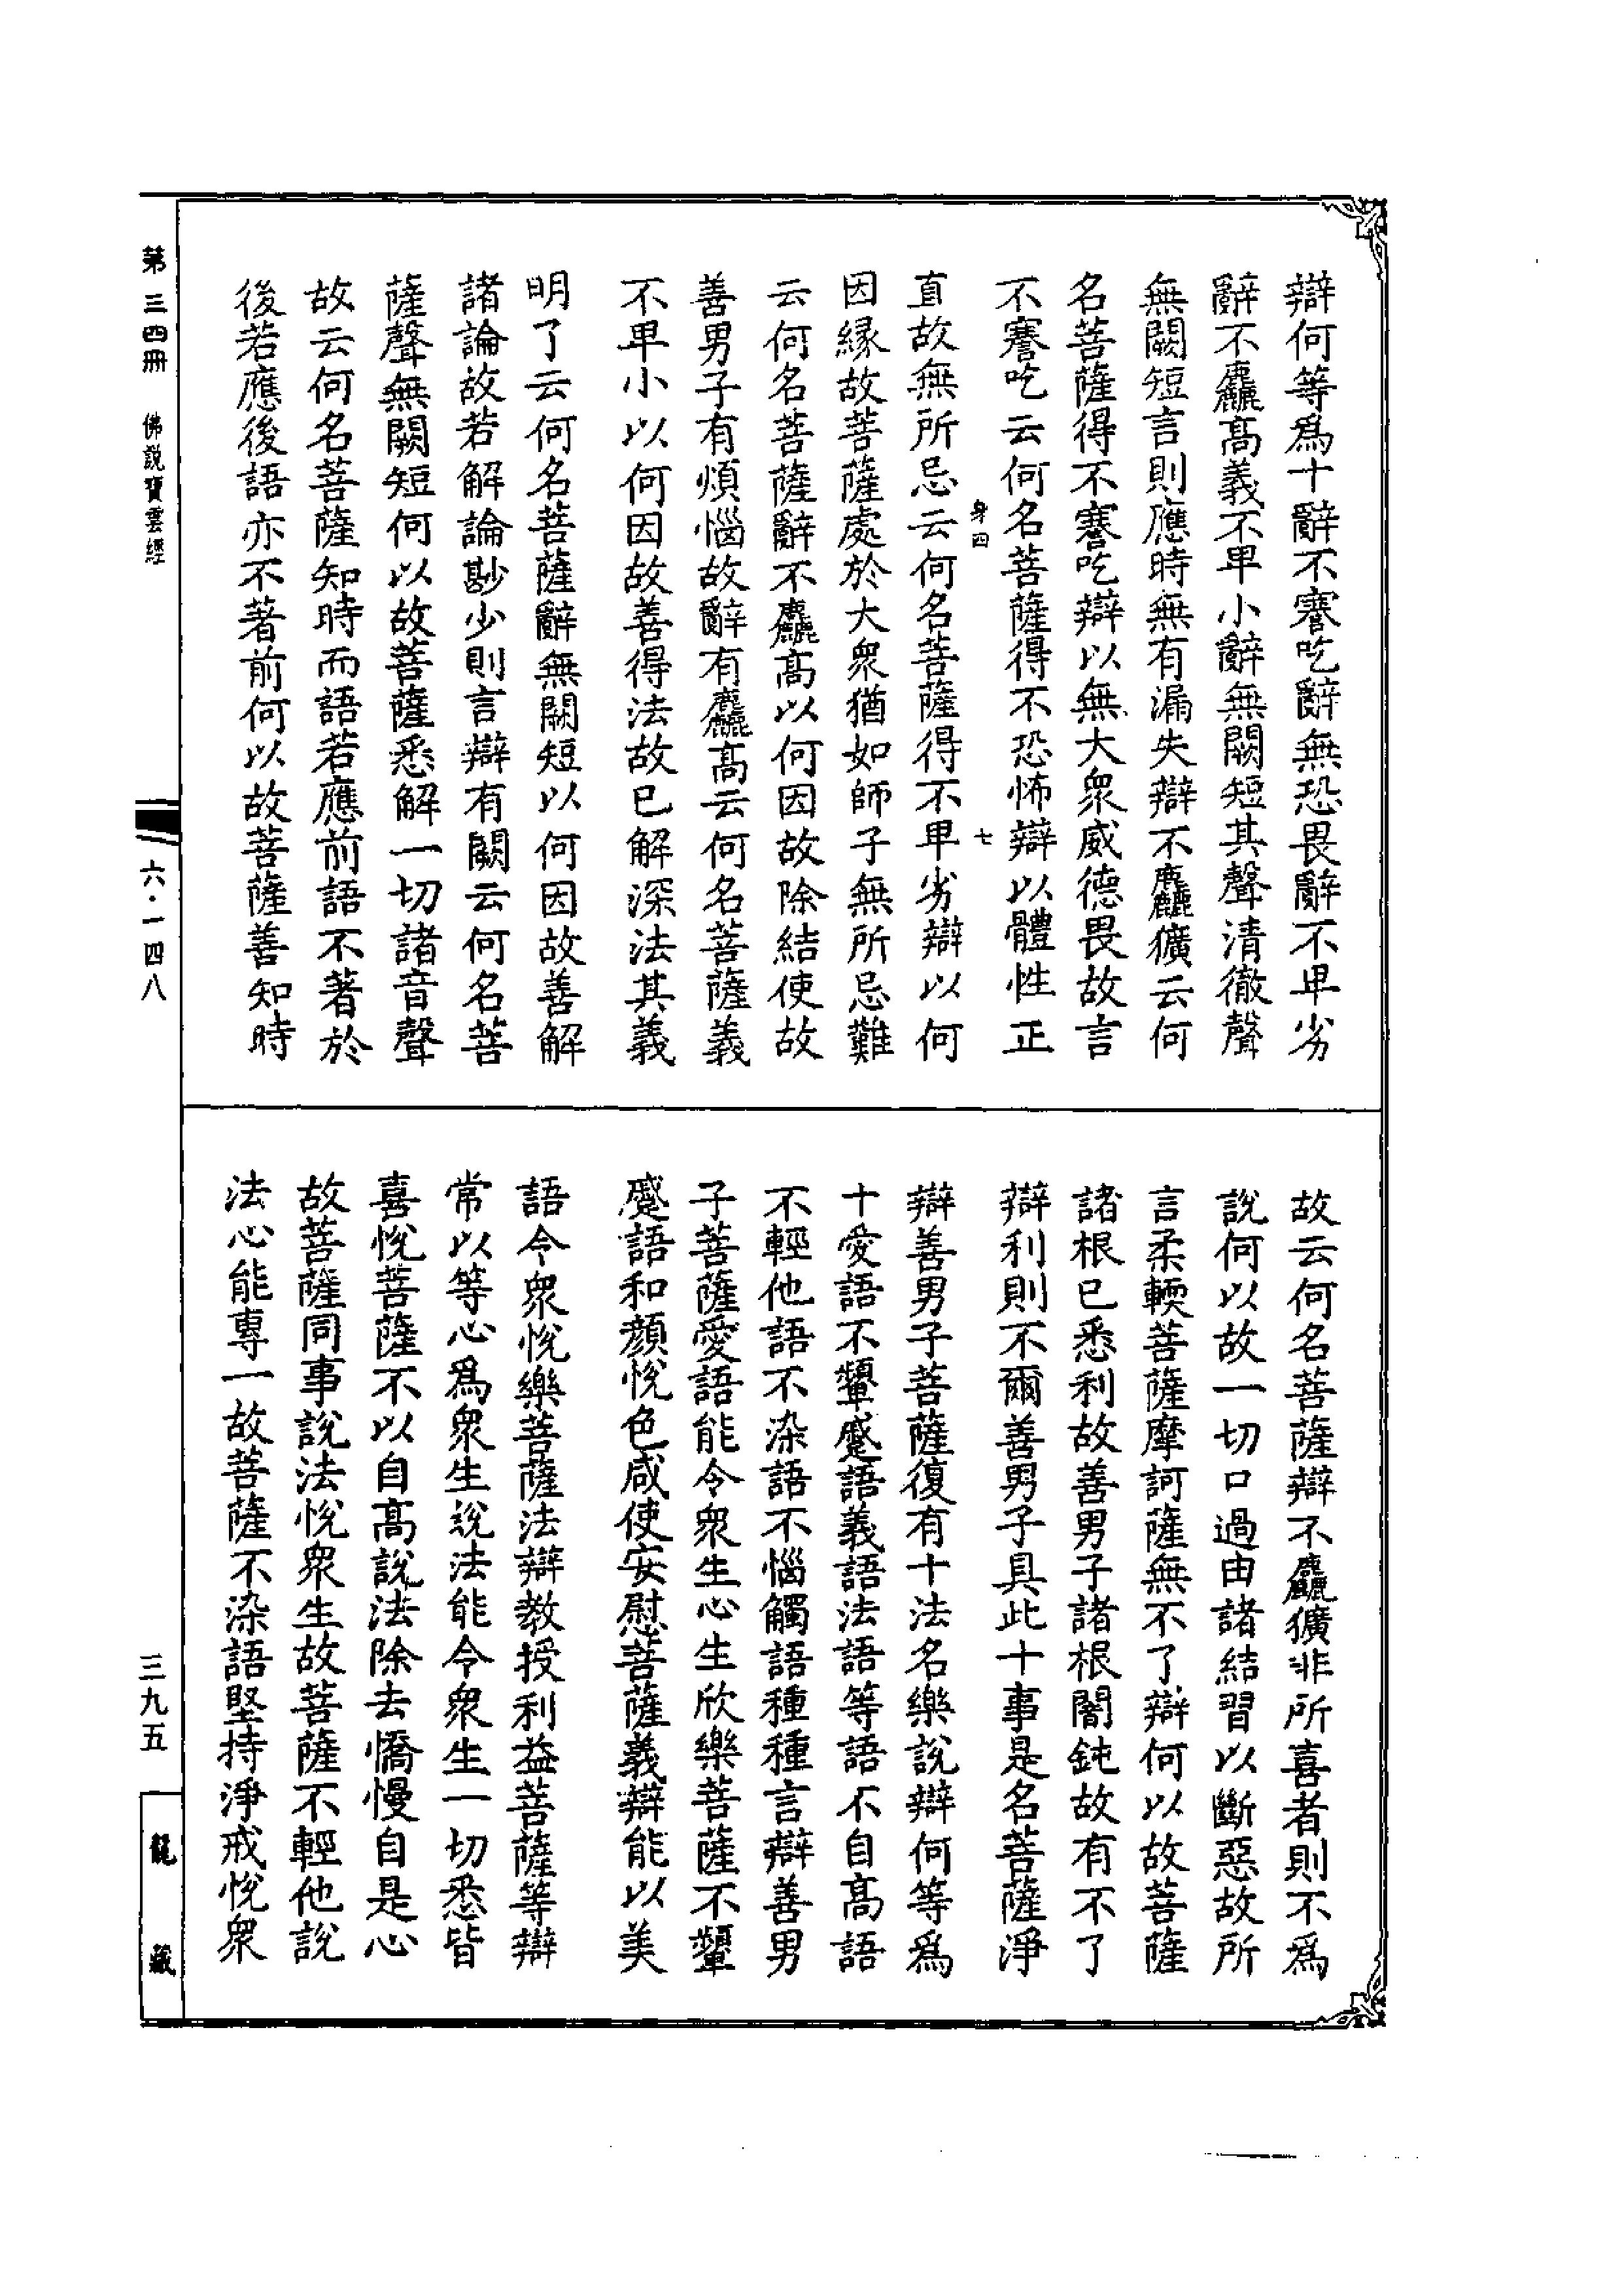 辯何等爲十辭不謇吃辭無恐畏辭不卑劣
辭不麤高義不卑小辭無闕短其聲清徹聲
無闕短言則應時無有漏失辯不麤獷云何
名菩薩得不謇吃辯以無大衆威德畏故言
不謇吃云何名菩薩得不恐怖辯以體性正
身四
七
直故無所忌云何名菩薩得不卑劣辯以何
因緣故菩薩處於大衆猶如師子無所忌難
云何名菩薩辭不麤高以何因故除結使故
善男子有煩惱故辭有麤高云何名菩薩義
不卑小以何因故善得法故已解深法其義
明了云何名菩薩辭無闕短以何因故善解
諸論故若解論尠少則言辯有闕云何名菩
薩聲無闕短何以故菩薩悉解一切諸音聲
故云何名菩薩知時而語若應前語不著於
後若應後語亦不著前何以故菩薩善知時
故云何名菩薩辯不麤獷非所喜者則不爲
說何以故一切口過由諸結習以斷惡故所
言柔輭菩薩摩訶薩無不了辯何以故菩薩
諸根已悉利故善男子諸根闇鈍故有不了
辯利則不爾善男子具此十事是名菩薩淨
辯善男子菩薩復有十法名樂說辯何等爲
十愛語不顰蹙語義語法語等語不自高語
不輕他語不染語不惱觸語種種言辯善男
子菩薩愛語能令衆生心生欣樂菩薩不顰
蹙語和顏悅色咸使安慰菩薩義辯能以美
語令衆悅樂菩薩法辯教授利益菩薩等辯
常以等心爲衆生說法能令衆生一切悉皆
喜悅菩薩不以自高說法除去憍慢自是心
故菩薩同事說法悅衆生故菩薩不輕他說
法心能專一故菩薩不染語堅持淨戒悅衆
第三四冊 佛說寶雲經
六·一四八
三九五
龍藏